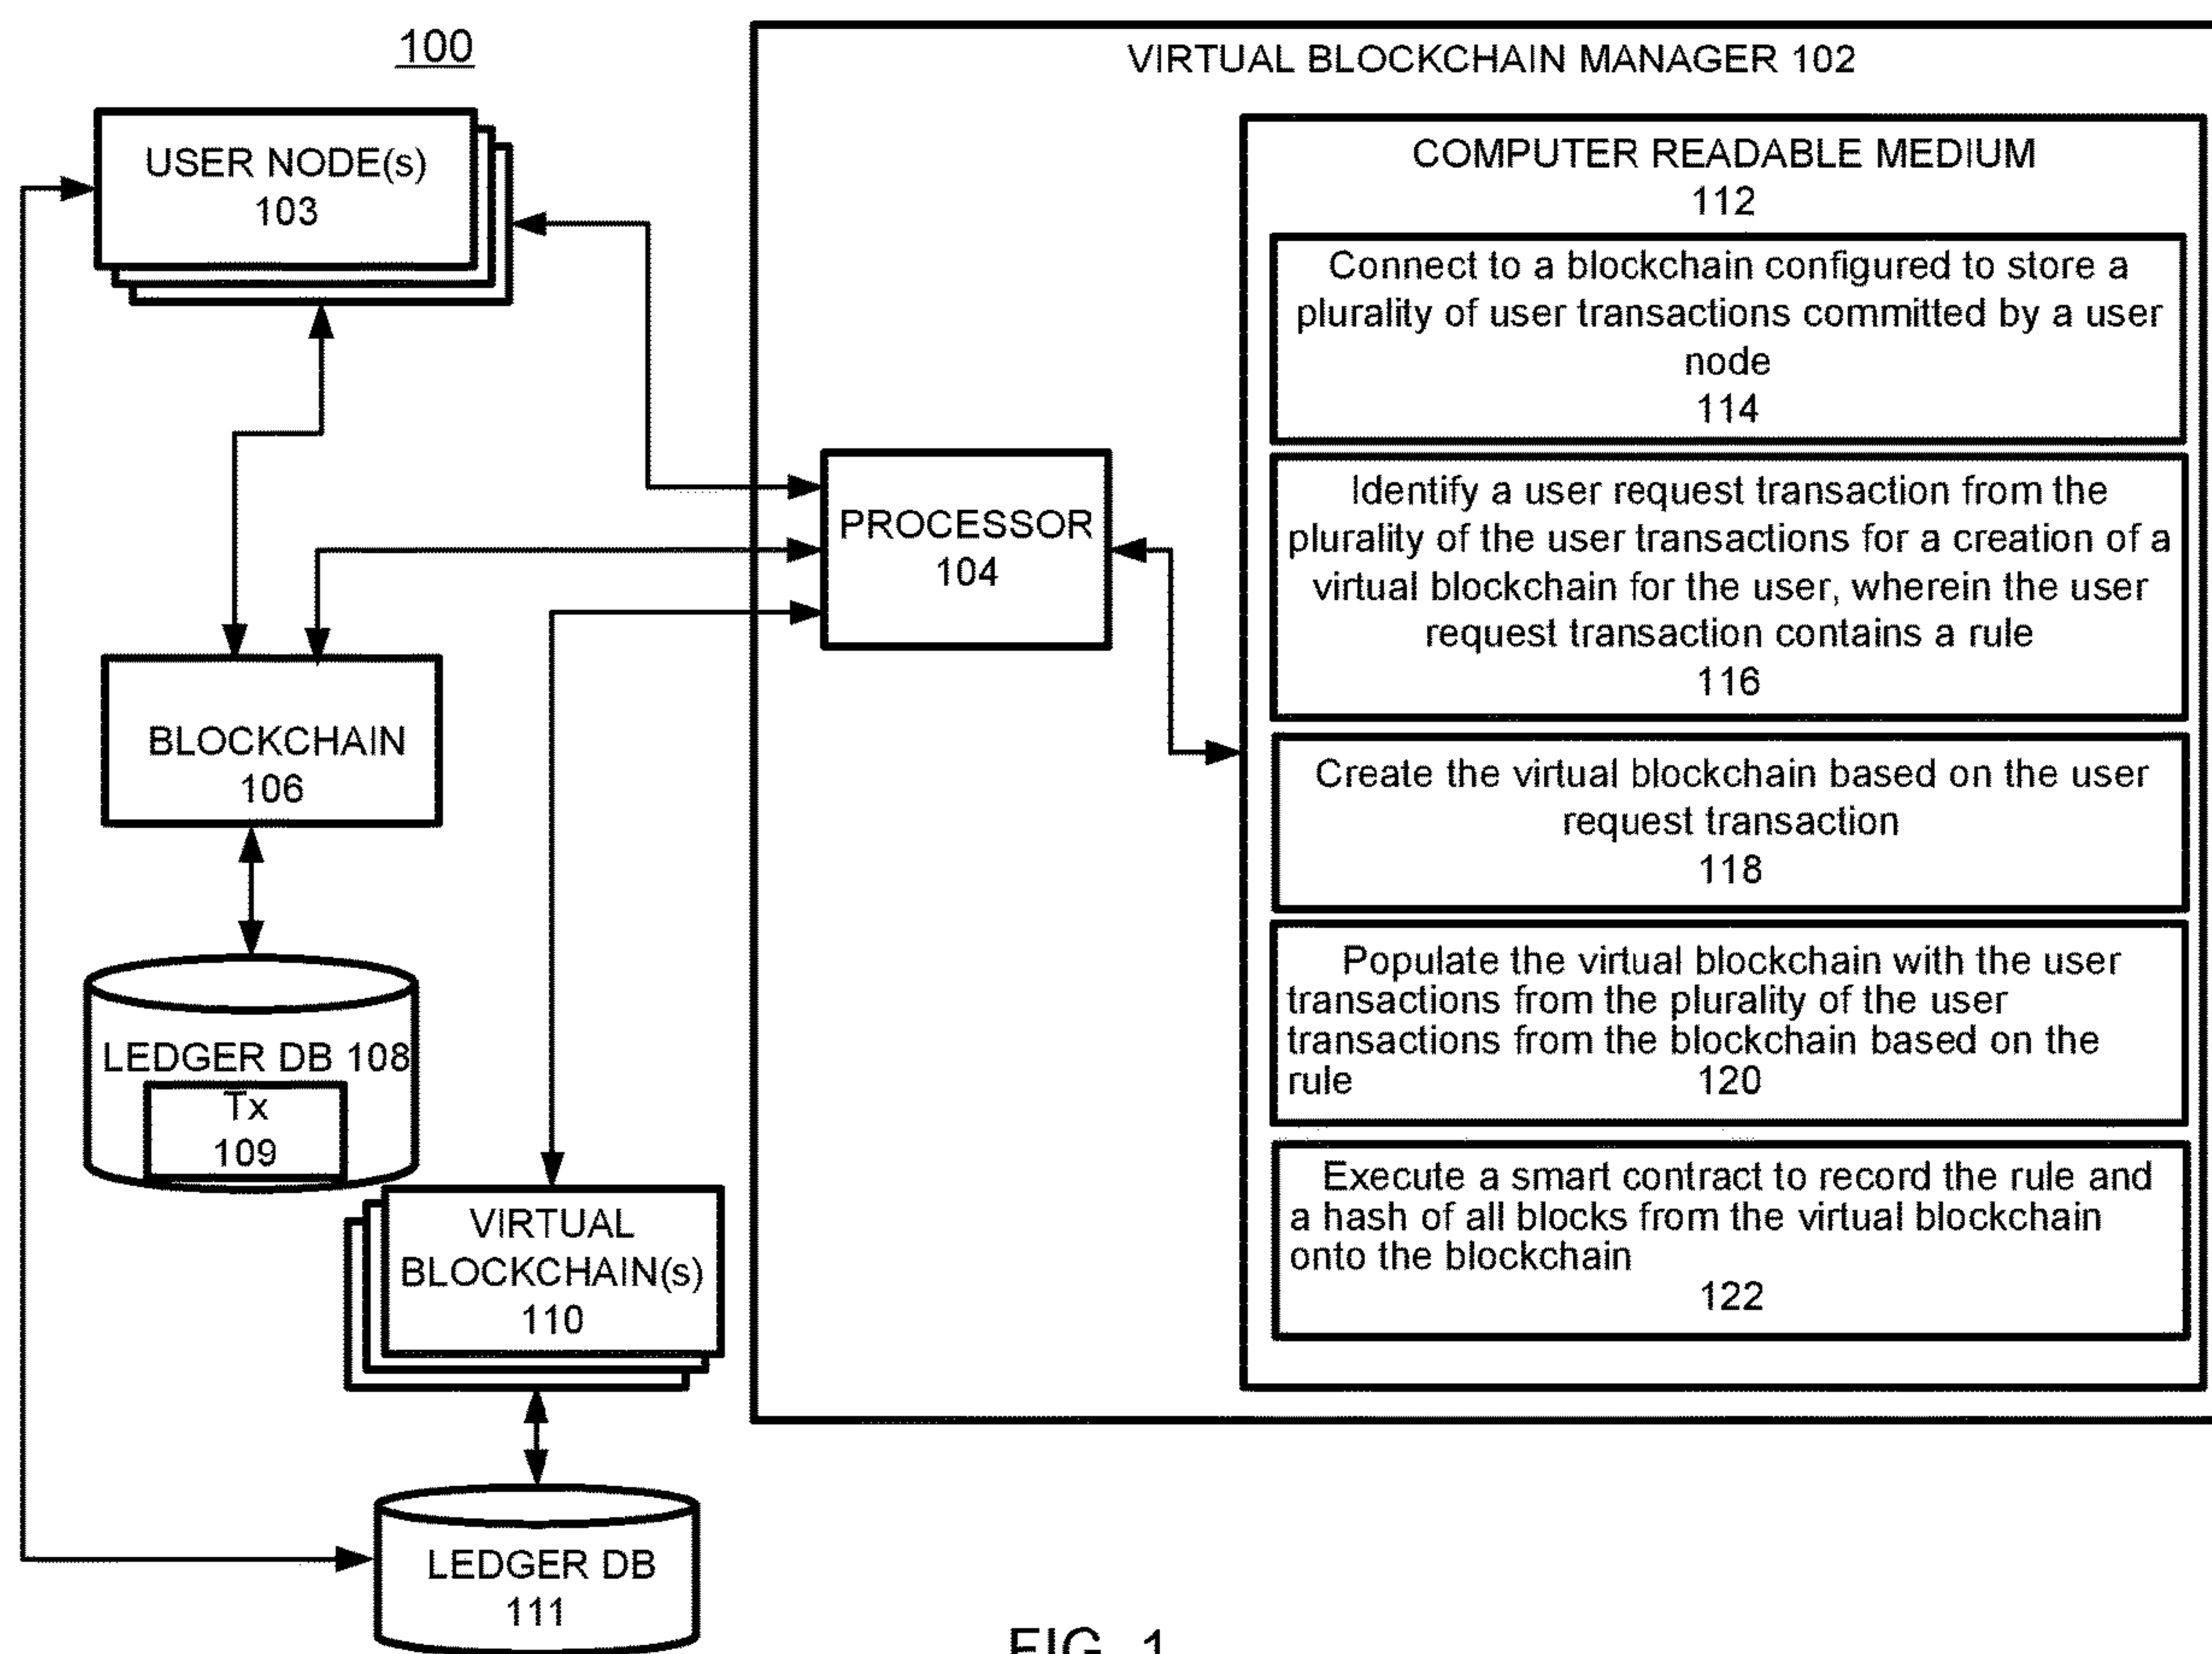 100
USER NODE(s)
103
BLOCKCHAIN
106
LEDGER DB 108
Tx
109
VIRTUAL
BLOCKCHAIN(s)
110
LEDGER DB
111
VIRTUAL BLOCKCHAIN MANAGER 102
PROCESSOR
104
COMPUTER READABLE MEDIUM
112
Connect to a blockchain configured to store a
plurality of user transactions committed by a user
node
114
Identify a user request transaction from the
plurality of the user transactions for a creation of a
virtual blockchain for the user, wherein the user
request transaction contains a rule
116
Create the virtual blockchain based on the user
request transaction
118
Populate the virtual blockchain with the user
transactions from the plurality of the user
transactions from the blockchain based on the
rule 120
Execute a smart contract to record the rule and
a hash of all blocks from the virtual blockchain
onto the blockchain
122
FIG. 1